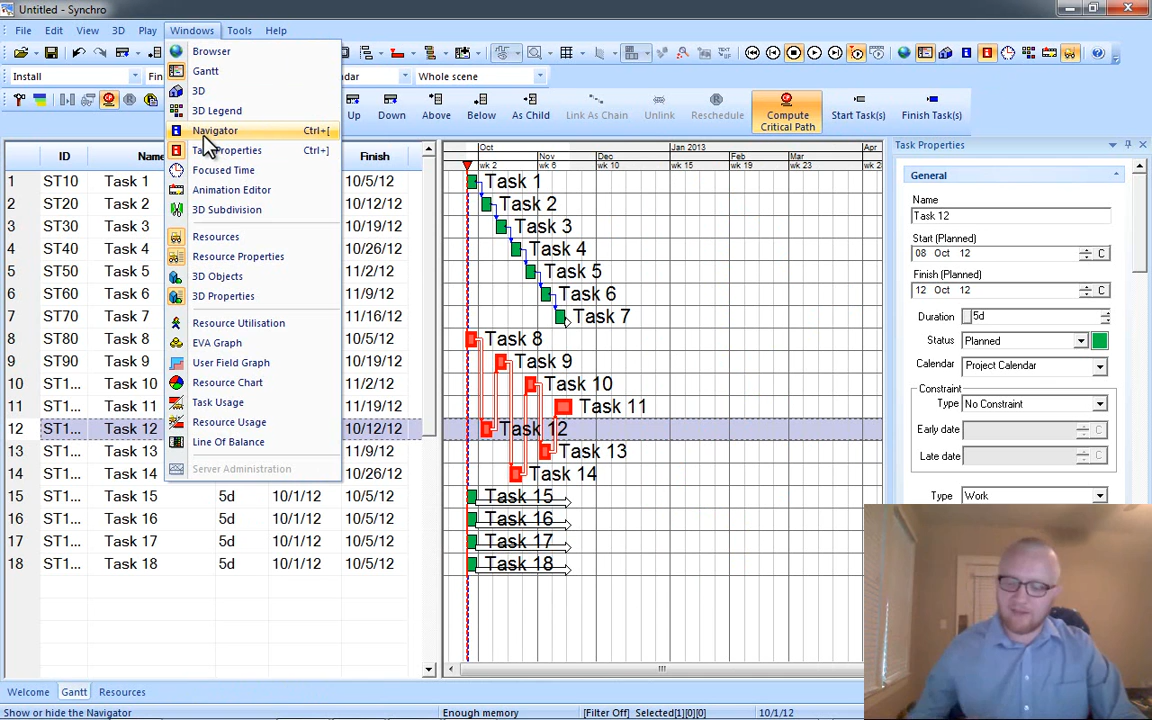 Untitled - Synchro
File Edit View 3D Play Windows Tools Help
Install Fin dar Whole scene
Up Down Above Below As Child Link As Chain Unlink Reschedule Compute Critical Path Start Task(s) Finish Task(s)
Browser
Gantt
3D
3D Legend
Navigator Ctrl+[
Properties Ctrl+]
Focused Time
Animation Editor
3D Subdivision
Resources
Resource Properties
3D Objects
3D Properties
Resource Utilisation
EVA Graph
User Field Graph
Resource Chart
Task Usage
Resource Usage
Line Of Balance
Server Administration
ID Name Finish
1 ST10 Task 1 10/5/12
2 ST20 Task 2 10/12/12
3 ST30 Task 3 10/19/12
4 ST40 Task 4 10/26/12
5 ST50 Task 5 11/2/12
6 ST60 Task 6 11/9/12
7 ST70 Task 7 11/16/12
8 ST80 Task 8 10/5/12
9 ST90 Task 9 10/19/12
10 ST1... Task 10 11/2/12
11 ST1... Task 11 11/19/12
12 ST1... Task 12 10/12/12
13 ST1... Task 13 11/9/12
14 ST1... Task 14 10/26/12
15 ST1... Task 15 5d 10/1/12 10/5/12
16 ST1... Task 16 5d 10/1/12 10/5/12
17 ST1... Task 17 5d 10/1/12 10/5/12
18 ST1... Task 18 5d 10/1/12 10/5/12
Oct Nov Dec Jan 2013 Feb Mar Apr
wk 2 wk 6 wk 10 wk 15 wk 19 wk 23
Task 1
Task 2
Task 3
Task 4
Task 5
Task 6
Task 7
Task 8
Task 9
Task 10
Task 11
Task 12
Task 13
Task 14
Task 15
Task 16
Task 17
Task 18
Task Properties
General
Name
Task 12
Start (Planned)
08 Oct 12 C
Finish (Planned)
12 Oct 12 C
Duration 5d
Status Planned
Calendar Project Calendar
Constraint
Type No Constraint
Early date C
Late date C
Type Work
Welcome Gantt Resources
Show or hide the Navigator Enough memory [Filter Off] Selected[1][0][0] 10/1/12